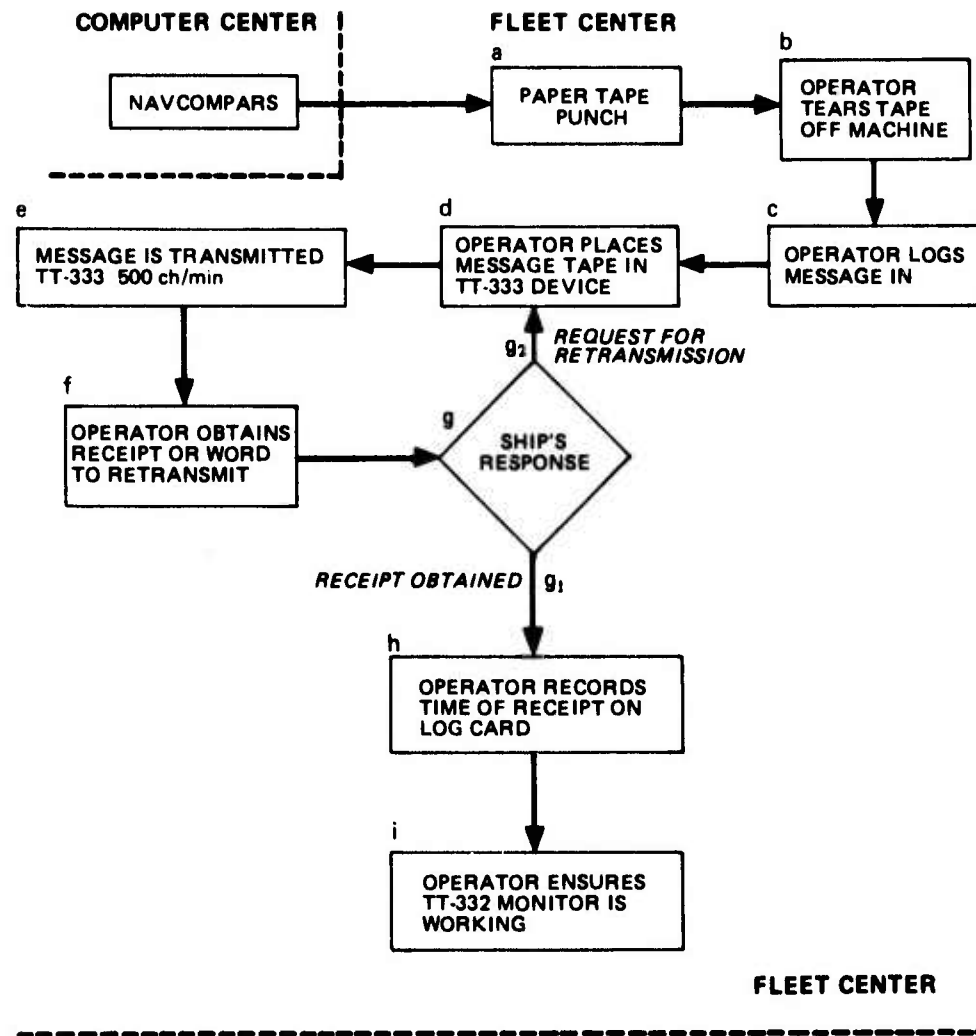 COMPUTER CENTER
FLEET CENTER
NAVCOMPARS
a
PAPER TAPE
PUNCH
b
OPERATOR
TEARS TAPE
OFF MACHINE
c
OPERATOR LOGS
MESSAGE IN
d
OPERATOR PLACES
MESSAGE TAPE IN
TT-333 DEVICE
e
MESSAGE IS TRANSMITTED
TT-333 500 ch/min
f
OPERATOR OBTAINS
RECEIPT OR WORD
TO RETRANSMIT
g
SHIP'S
RESPONSE
g₂
REQUEST FOR
RETRANSMISSION
RECEIPT OBTAINED
g₁
h
OPERATOR RECORDS
TIME OF RECEIPT ON
LOG CARD
i
OPERATOR ENSURES
TT-332 MONITOR IS
WORKING
FLEET CENTER